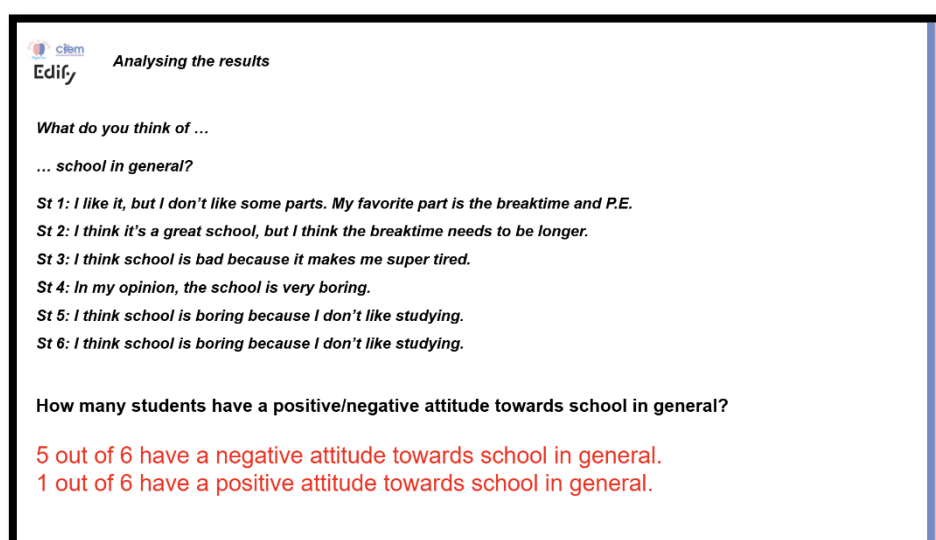 ciem
Edify
Analysing the results
What do you think of …
… school in general?
St 1: I like it, but I don’t like some parts. My favorite part is the breaktime and P.E.
St 2: I think it’s a great school, but I think the breaktime needs to be longer.
St 3: I think school is bad because it makes me super tired.
St 4: In my opinion, the school is very boring.
St 5: I think school is boring because I don’t like studying.
St 6: I think school is boring because I don’t like studying.
How many students have a positive/negative attitude towards school in general?
5 out of 6 have a negative attitude towards school in general.
1 out of 6 have a positive attitude towards school in general.